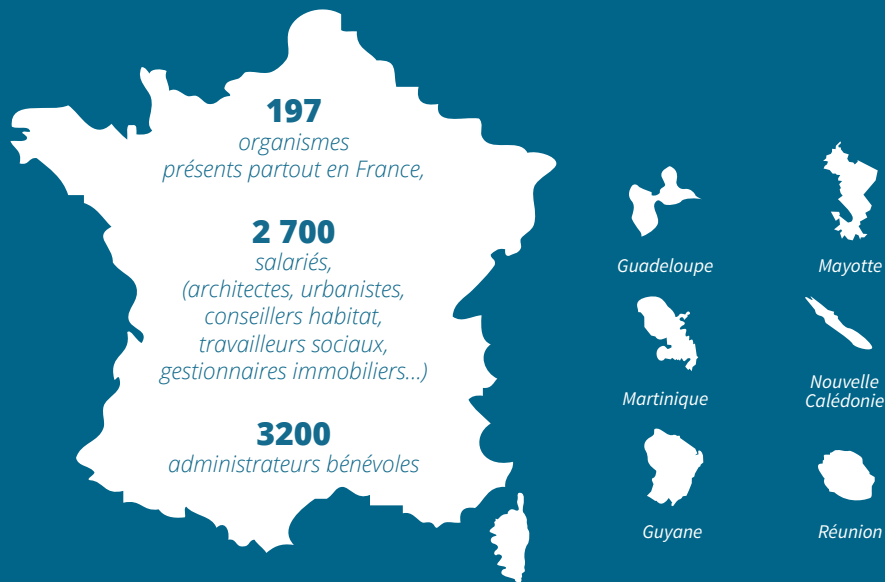 197
organismes
présents partout en France,
2 700
salariés,
(architectes, urbanistes,
conseillers habitat,
travailleurs sociaux,
gestionnaires immobiliers...)
3200
administrateurs bénévoles
Guadeloupe
Mayotte
Martinique
Nouvelle
Calédonie
Guyane
Réunion